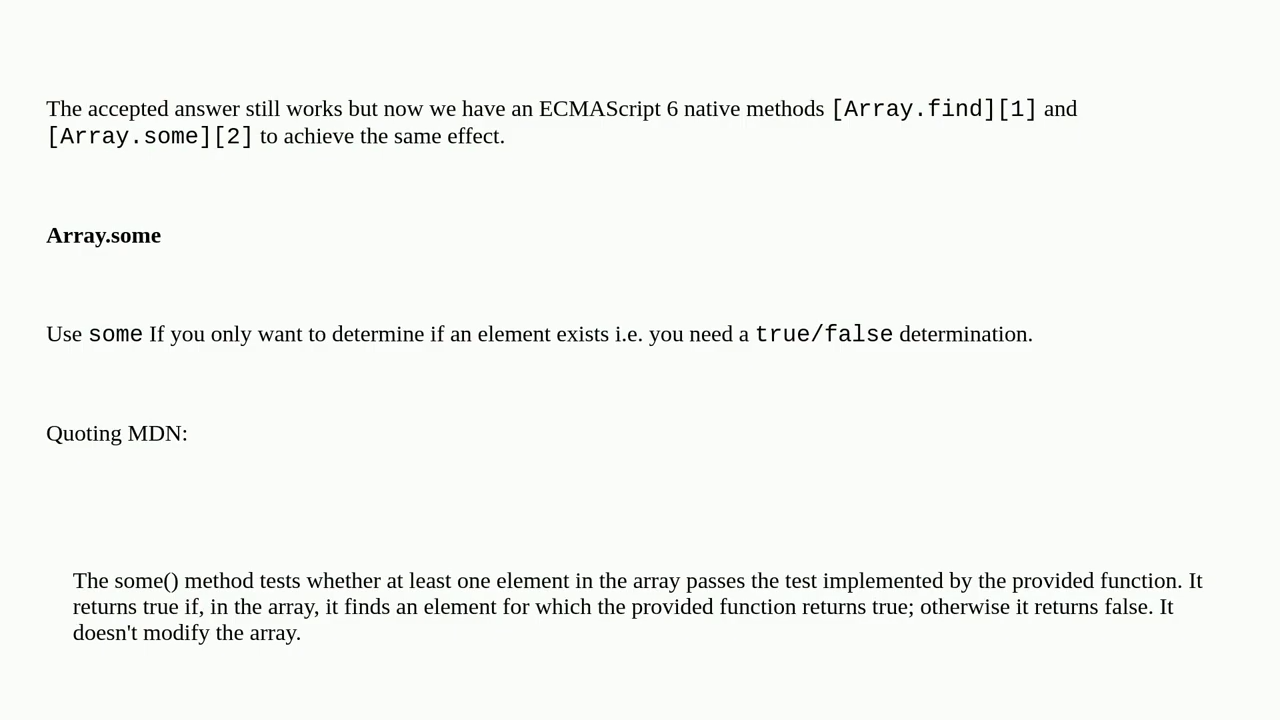 The accepted answer still works but now we have an ECMAScript 6 native methods [Array.find][1] and
[Array.some][2] to achieve the same effect.
Array.some
Use some If you only want to determine if an element exists i.e. you need a true/false determination.
Quoting MDN:
The some() method tests whether at least one element in the array passes the test implemented by the provided function. It
returns true if, in the array, it finds an element for which the provided function returns true; otherwise it returns false. It
doesn't modify the array.